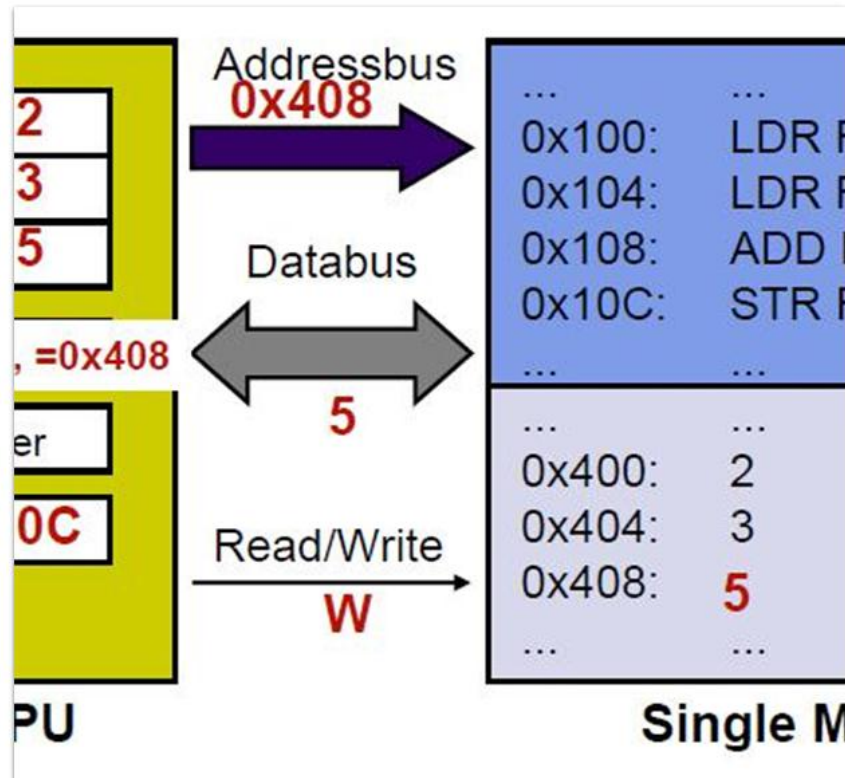 2
3
5
, =0x408
er
0C
PU
Addressbus
0x408
Databus
5
Read/Write
W
... ...
0x100: LDR
0x104: LDR
0x108: ADD
0x10C: STR
... ...
... ...
0x400: 2
0x404: 3
0x408: 5
... ...
Single M